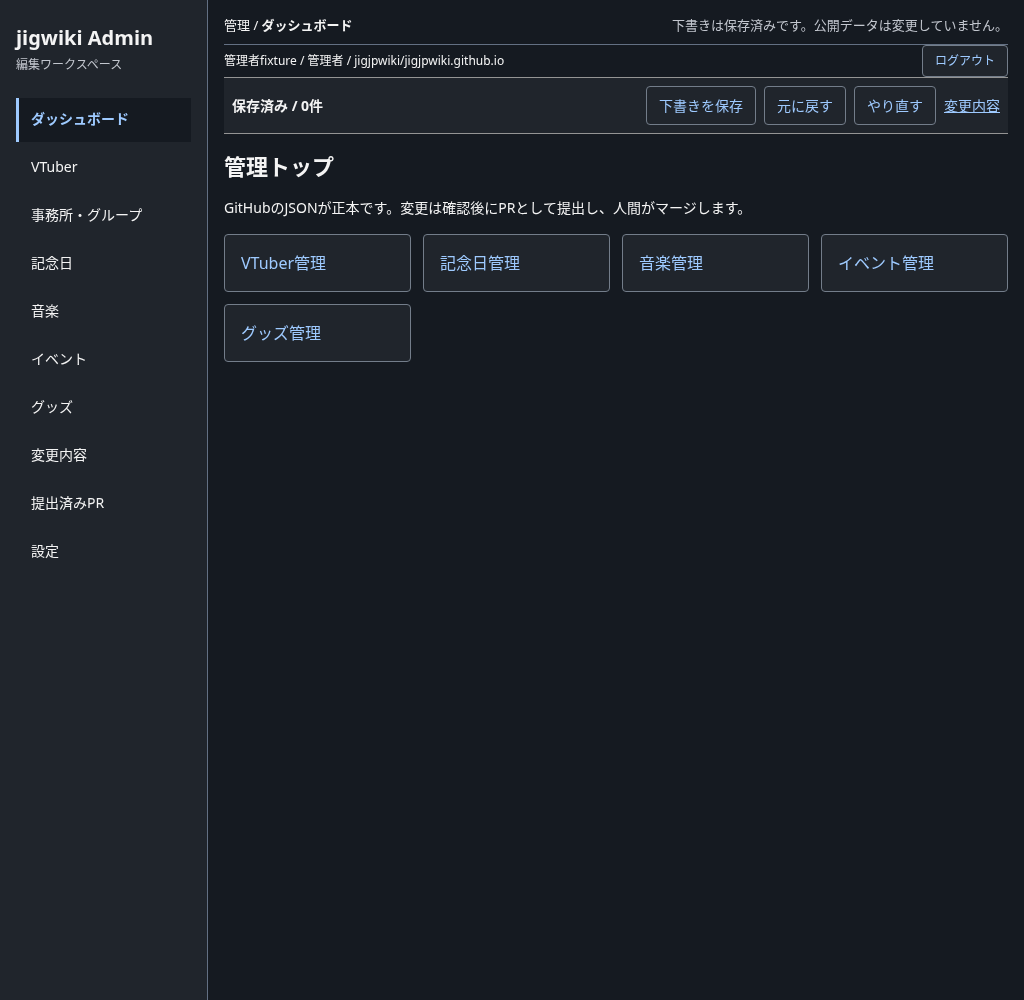 jigwiki Admin
編集ワークスペース
ダッシュボード
VTuber
事務所・グループ
記念日
音楽
イベント
グッズ
変更内容
提出済みPR
設定
管理 / ダッシュボード
下書きは保存済みです。公開データは変更していません。
管理者fixture / 管理者 / jigjpwiki/jigjpwiki.github.io
ログアウト
保存済み / 0件
下書きを保存
元に戻す
やり直す
変更内容
管理トップ
GitHubのJSONが正本です。変更は確認後にPRとして提出し、人間がマージします。
VTuber管理
記念日管理
音楽管理
イベント管理
グッズ管理